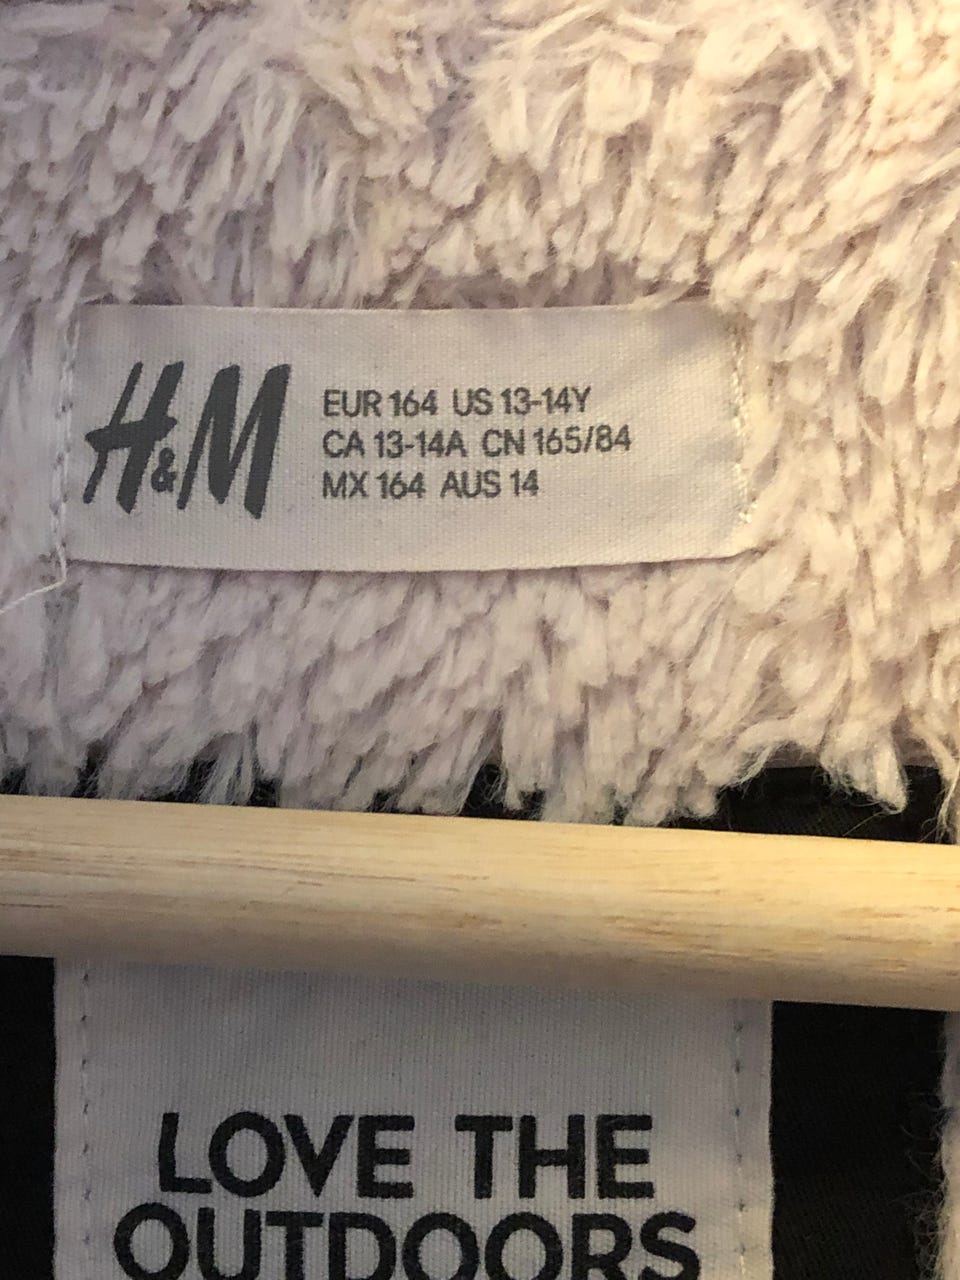 H&M
EUR 164 US 13-14Y
CA 13-14A CN 165/84
MX 164 AUS 14
LOVE THE
OUTDOORS